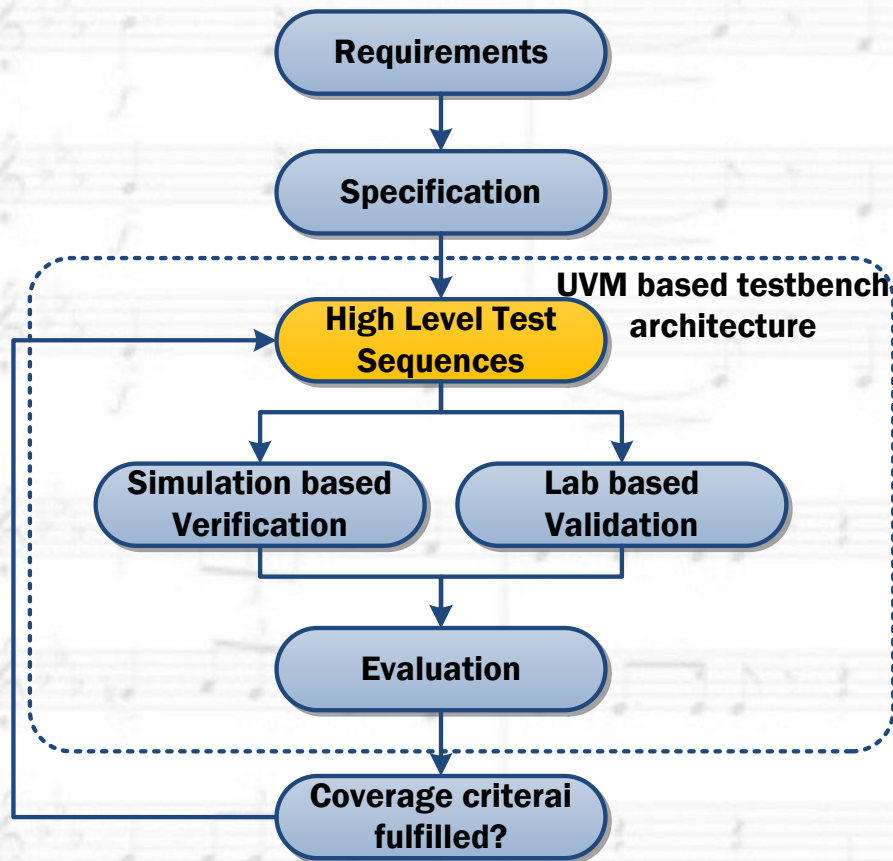 Requirements
Specification
UVM based testbench
architecture
High Level Test
Sequences
Simulation based
Verification
Lab based
Validation
Evaluation
Coverage criterai
fulfilled?